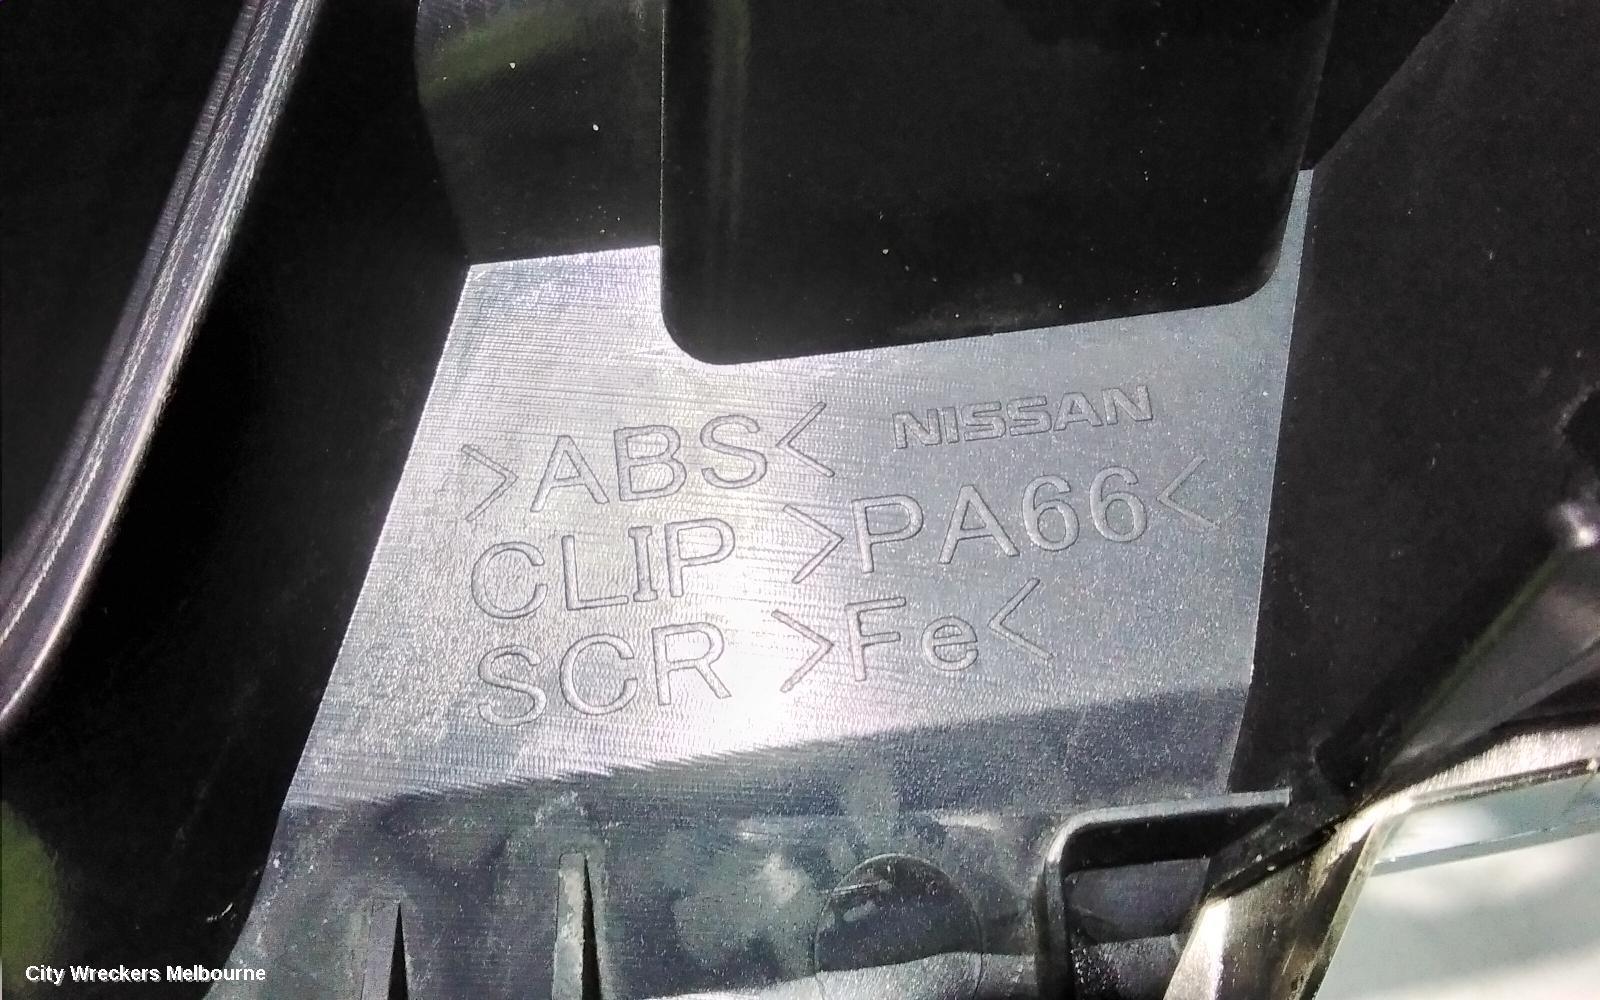 >ABS< NISSAN
CLIP >PA66<
SCR >Fe<
City Wreckers Melbourne